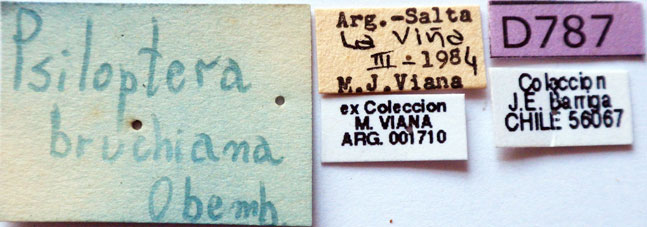 Psiloptera
bruchiana
Obemb.
Arg.-Salta
La Viña
III - 1984
M.J.Viana
ex Coleccion
M. VIANA
ARG. 001710
D787
Coleccion
J.E. Barriga
CHILE 56067